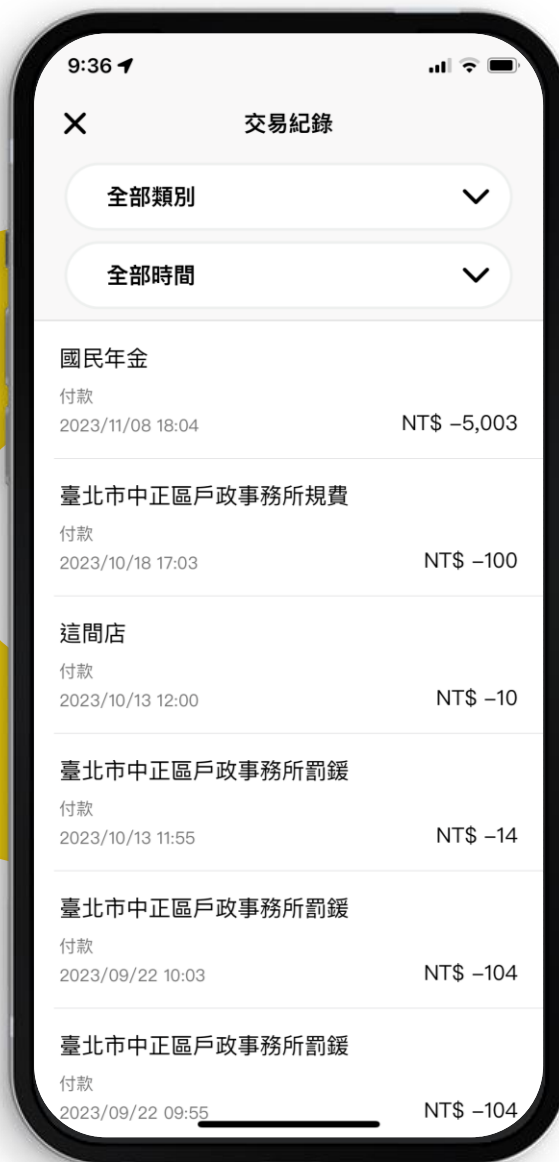 9:36
交易紀錄
全部類別
全部時間
國民年金
付款
2023/11/08 18:04 NT$ −5,003
臺北市中正區戶政事務所規費
付款
2023/10/18 17:03 NT$ −100
這間店
付款
2023/10/13 12:00 NT$ −10
臺北市中正區戶政事務所罰鍰
付款
2023/10/13 11:55 NT$ −14
臺北市中正區戶政事務所罰鍰
付款
2023/09/22 10:03 NT$ −104
臺北市中正區戶政事務所罰鍰
付款
2023/09/22 09:55 NT$ −104